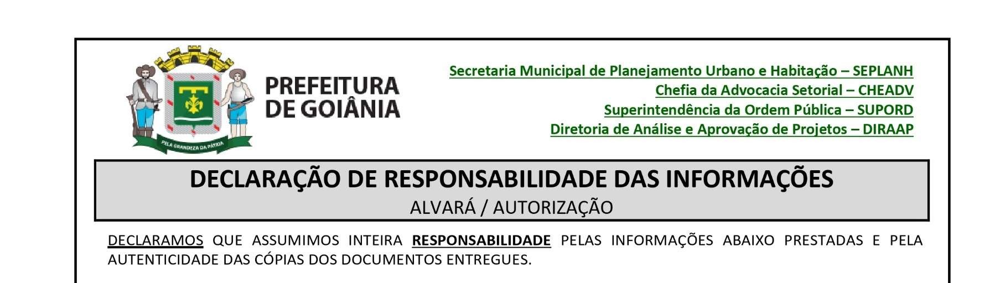 PREFEITURA
DE GOIÂNIA
PELA GRANDEZA DA PÁTRIA
Secretaria Municipal de Planejamento Urbano e Habitação – SEPLANH
Chefia da Advocacia Setorial – CHEADV
Superintendência da Ordem Pública – SUPORD
Diretoria de Análise e Aprovação de Projetos – DIRAAP
DECLARAÇÃO DE RESPONSABILIDADE DAS INFORMAÇÕES
ALVARÁ / AUTORIZAÇÃO
DECLARAMOS QUE ASSUMIMOS INTEIRA RESPONSABILIDADE PELAS INFORMAÇÕES ABAIXO PRESTADAS E PELA
AUTENTICIDADE DAS CÓPIAS DOS DOCUMENTOS ENTREGUES.